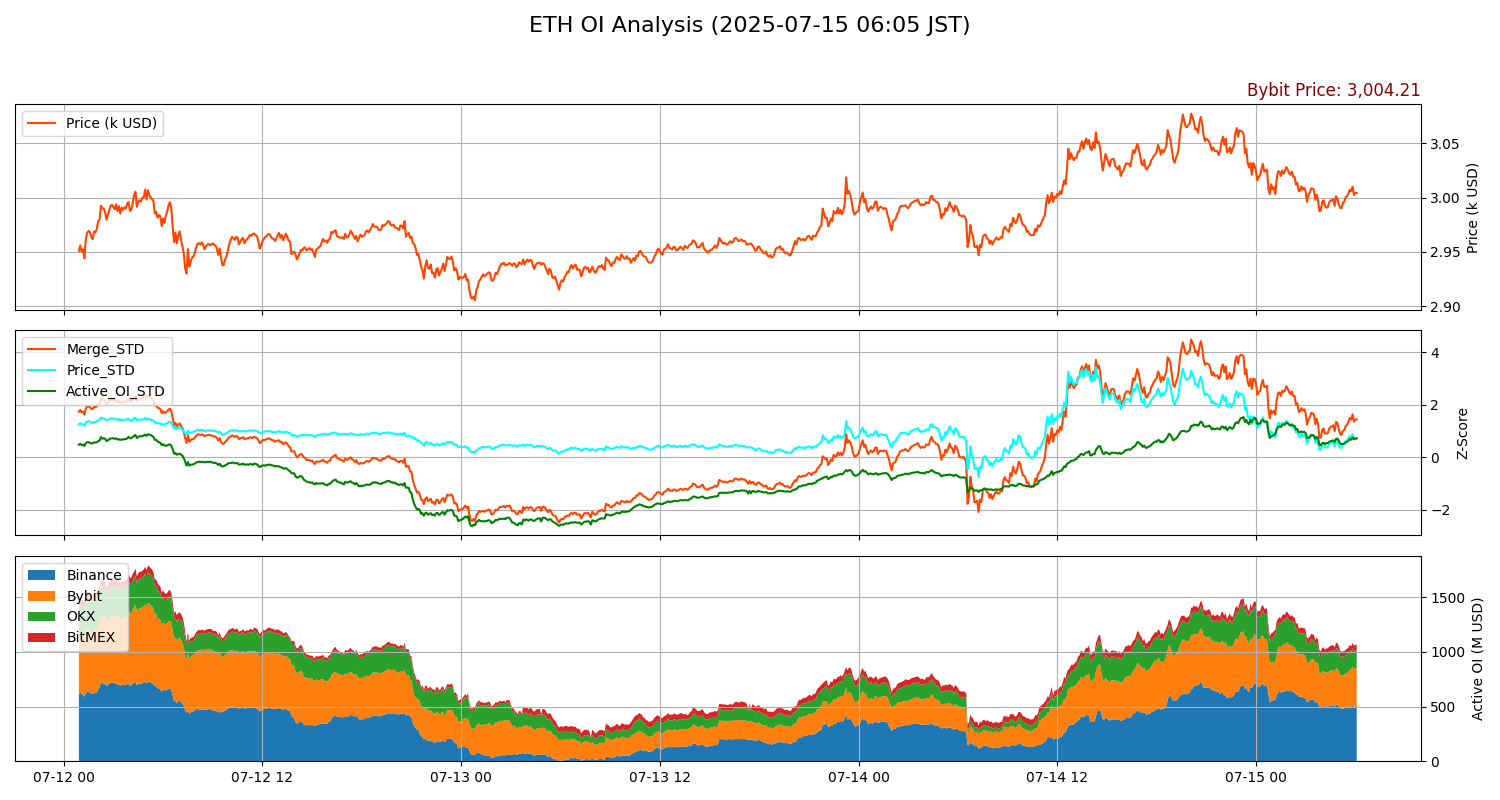 ETH OI Analysis (2025-07-15 06:05 JST)
Bybit Price: 3,004.21
Price (k USD)
3.05
3.00
2.95
2.90
Price (k USD)
Merge_STD
Price_STD
Active_OI_STD
4
2
0
−2
Z-Score
Binance
Bybit
OKX
BitMEX
1500
1000
500
0
Active OI (M USD)
07-12 00
07-12 12
07-13 00
07-13 12
07-14 00
07-14 12
07-15 00